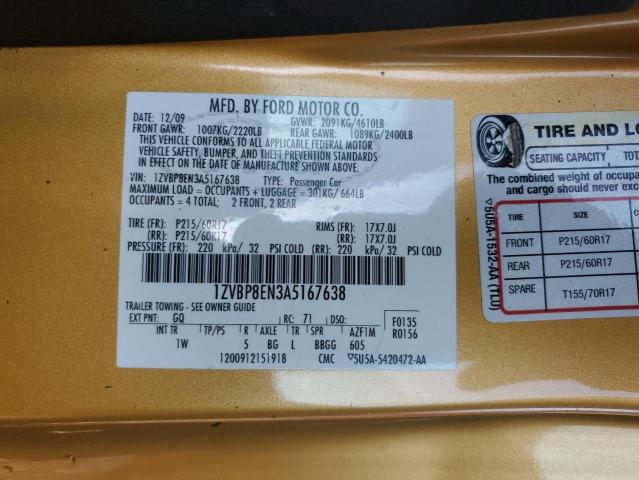 MFD. BY FORD MOTOR CO.
DATE: 12/09 GVWR: 2091KG/4610LB
FRONT GAWR: 1007KG/2220LB REAR GAWR: 1089KG/2400LB
THIS VEHICLE CONFORMS TO ALL APPLICABLE FEDERAL MOTOR
VEHICLE SAFETY, BUMPER, AND THEFT PREVENTION STANDARDS
IN EFFECT ON THE DATE OF MANUFACTURE SHOWN ABOVE.
VIN: 1ZVBP8EN3A5167638 TYPE: Passenger Car
MAXIMUM LOAD = OCCUPANTS + LUGGAGE = 301KG/ 664LB
OCCUPANTS = 4 TOTAL: 2 FRONT, 2 REAR
TIRE (FR): P215/60R17 RIMS (FR): 17X7.0J
(RR): P215/60R17 (RR): 17X7.0J
PRESSURE (FR): 220 kPa/ 32 PSI COLD (RR): 220 kPa/ 32 PSI COLD
1ZVBP8EN3A5167638
TRAILER TOWING - SEE OWNER GUIDE
EXT PNT: GQ RC: 71 DSO: F0135
INT TR TP/PS R AXLE TR SPR AZF1M R0156
1W 5 BG L BBGG 605
1200912151918 CMC ▽5U5A-5420472-AA
TIRE AND LO
SEATING CAPACITY TOTA
The combined weight of occupants
and cargo should never exce
TIRE SIZE
FRONT P215/60R17
REAR P215/60R17
SPARE T155/70R17
▽5U5A-1532-AA (TLU)